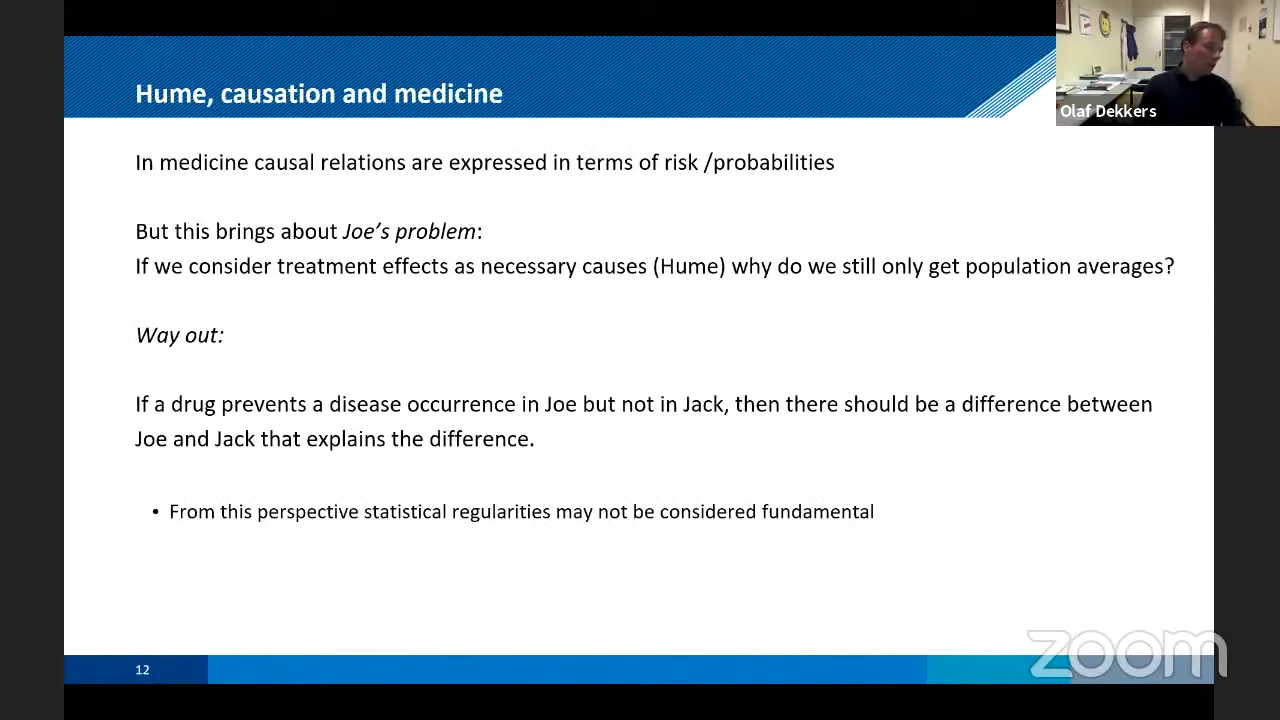 Hume, causation and medicine
Olaf Dekkers
In medicine causal relations are expressed in terms of risk /probabilities
But this brings about Joe’s problem:
If we consider treatment effects as necessary causes (Hume) why do we still only get population averages?
Way out:
If a drug prevents a disease occurrence in Joe but not in Jack, then there should be a difference between
Joe and Jack that explains the difference.
• From this perspective statistical regularities may not be considered fundamental
zoom
12